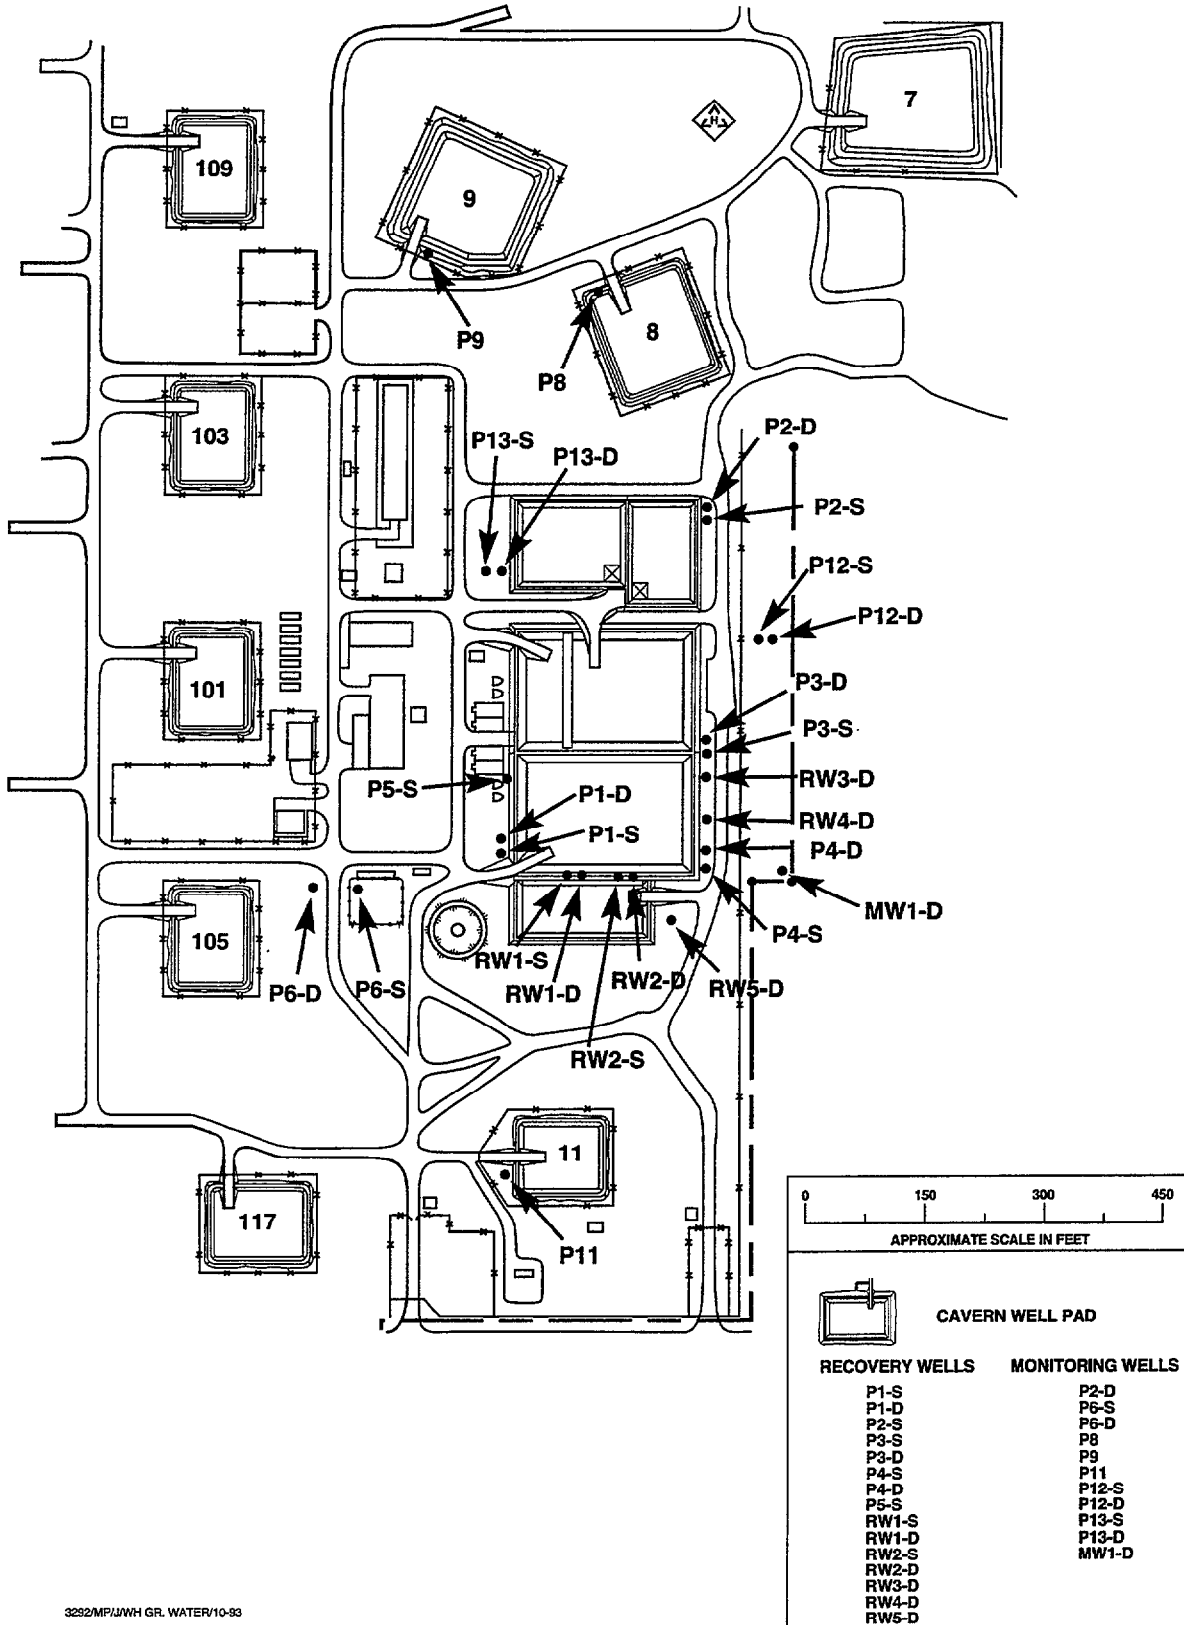 7
H
109
9
P9
8
P8
103
P13-S
P13-D
P2-D
P2-S
P12-S
P12-D
101
P3-D
P3-S
RW3-D
P5-S
P1-D
P1-S
RW4-D
P4-D
MW1-D
P4-S
105
P6-D
P6-S
RW1-S
RW1-D
RW2-D
RW5-D
RW2-S
11
P11
117
0 150 300 450
APPROXIMATE SCALE IN FEET
CAVERN WELL PAD
RECOVERY WELLS
P1-S
P1-D
P2-S
P3-S
P3-D
P4-S
P4-D
P5-S
RW1-S
RW1-D
RW2-S
RW2-D
RW3-D
RW4-D
RW5-D
MONITORING WELLS
P2-D
P6-S
P6-D
P8
P9
P11
P12-S
P12-D
P13-S
P13-D
MW1-D
3292/MP/J/WH GR. WATER/10-93